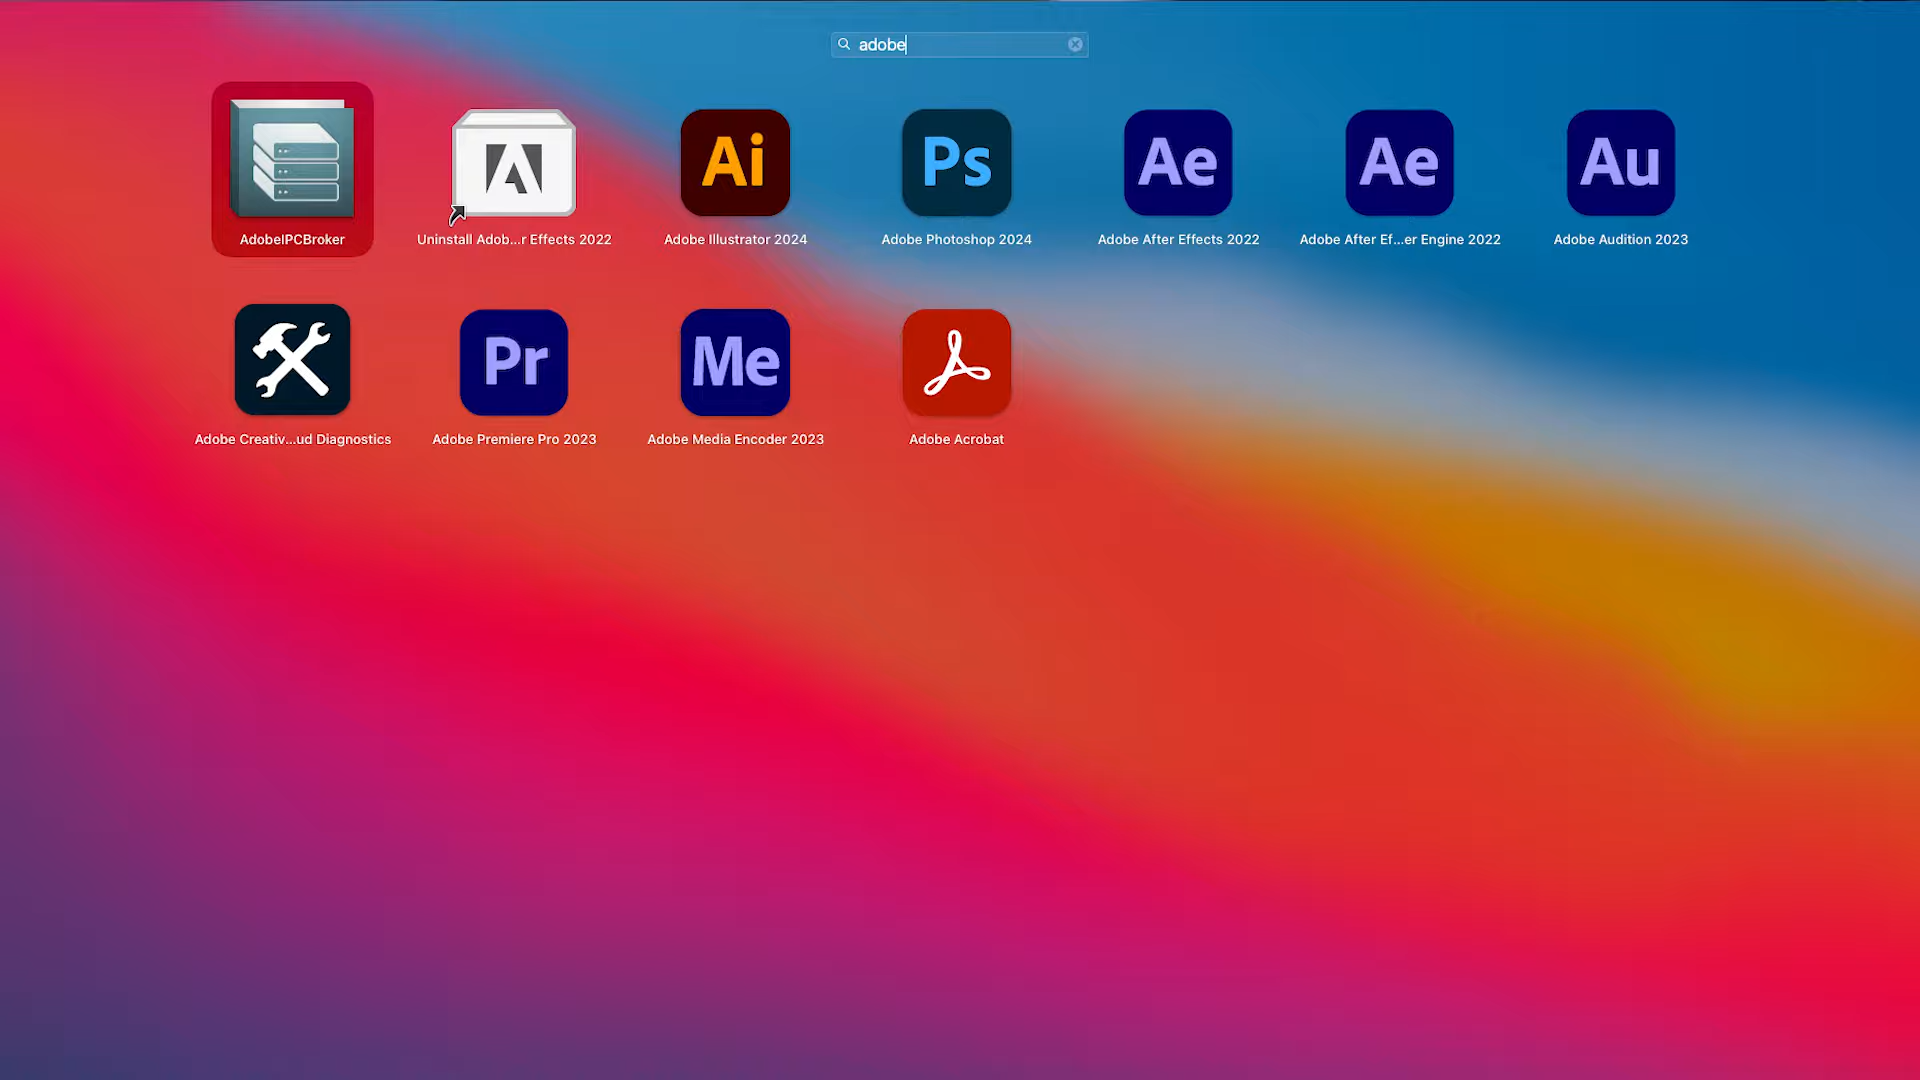 adobe
AdobeIPCBroker
Uninstall Adob...r Effects 2022
Ai
Adobe Illustrator 2024
Ps
Adobe Photoshop 2024
Ae
Adobe After Effects 2022
Ae
Adobe After Ef...er Engine 2022
Au
Adobe Audition 2023
Adobe Creativ...ud Diagnostics
Pr
Adobe Premiere Pro 2023
Me
Adobe Media Encoder 2023
Adobe Acrobat